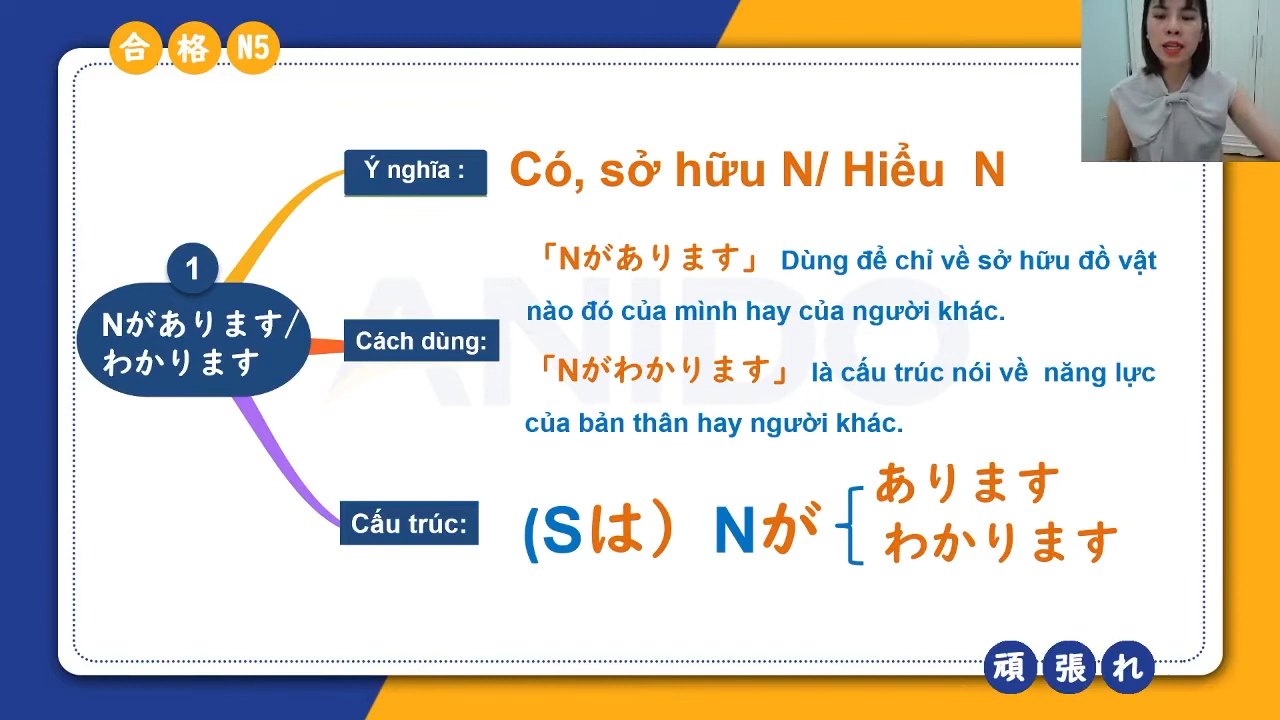 合格N5
Ý nghĩa :
Có, sở hữu N/ Hiểu N
1
Nがあります/
わかります
Cách dùng:
「Nがあります」 Dùng để chỉ về sở hữu đồ vật
nào đó của mình hay của người khác.
「Nがわかります」 là cấu trúc nói về năng lực
của bản thân hay người khác.
ANIDO
Cấu trúc:
(Sは）Nが
あります
わかります
頑張れ